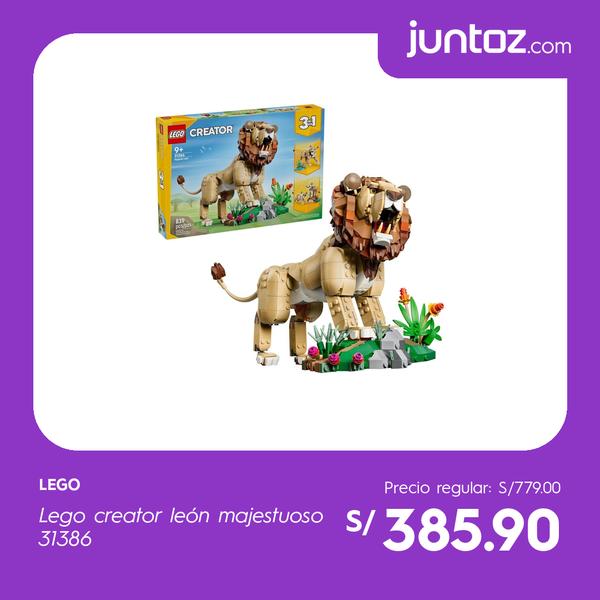 juntoz.com
LEGO CREATOR
3in1
9+
LEGO
Precio regular: S/779.00
Lego creator león majestuoso
31386
S/ 385.90